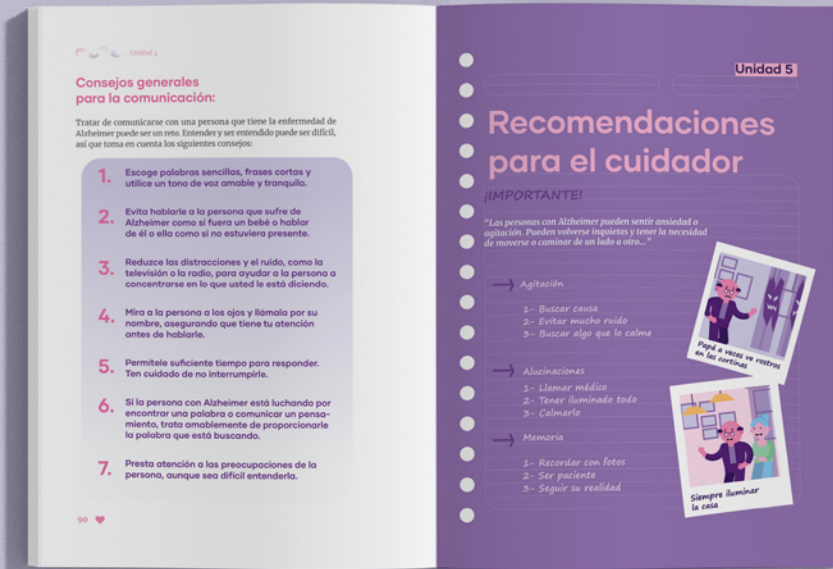 Unidad 4
Consejos generales
para la comunicación:
Tratar de comunicarse con una persona que tiene la enfermedad de
Alzheimer puede ser un reto. Entender y ser entendido puede ser difícil,
así que toma en cuenta los siguientes consejos:
1. Escoge palabras sencillas, frases cortas y
utilice un tono de voz amable y tranquilo.
2. Evita hablarle a la persona que sufre de
Alzheimer como si fuera un bebé o hablar
de él o ella como si no estuviera presente.
3. Reduzca las distracciones y el ruido, como la
televisión o la radio, para ayudar a la persona a
concentrarse en lo que usted le está diciendo.
4. Mira a la persona a los ojos y llámala por su
nombre, asegurando que tiene tu atención
antes de hablarle.
5. Permítele suficiente tiempo para responder.
Ten cuidado de no interrumpirle.
6. Si la persona con Alzheimer está luchando por
encontrar una palabra o comunicar un pensa-
miento, trata amablemente de proporcionarle
la palabra que está buscando.
7. Presta atención a las preocupaciones de la
persona, aunque sea difícil entenderla.
90
Unidad 5
Recomendaciones
para el cuidador
¡IMPORTANTE!
"Las personas con Alzheimer pueden sentir ansiedad o
agitación. Pueden volverse inquietas y tener la necesidad
de moverse o caminar de un lado a otro..."
Agitación
1- Buscar causa
2- Evitar mucho ruido
3- Buscar algo que lo calme
Alucinaciones
1- Llamar médico
2- Tener iluminado todo
3- Calmarlo
Memoria
1- Recordar con fotos
2- Ser paciente
3- Seguir su realidad
Papá a veces ve rostros
en las cortinas
Siempre iluminar
la casa